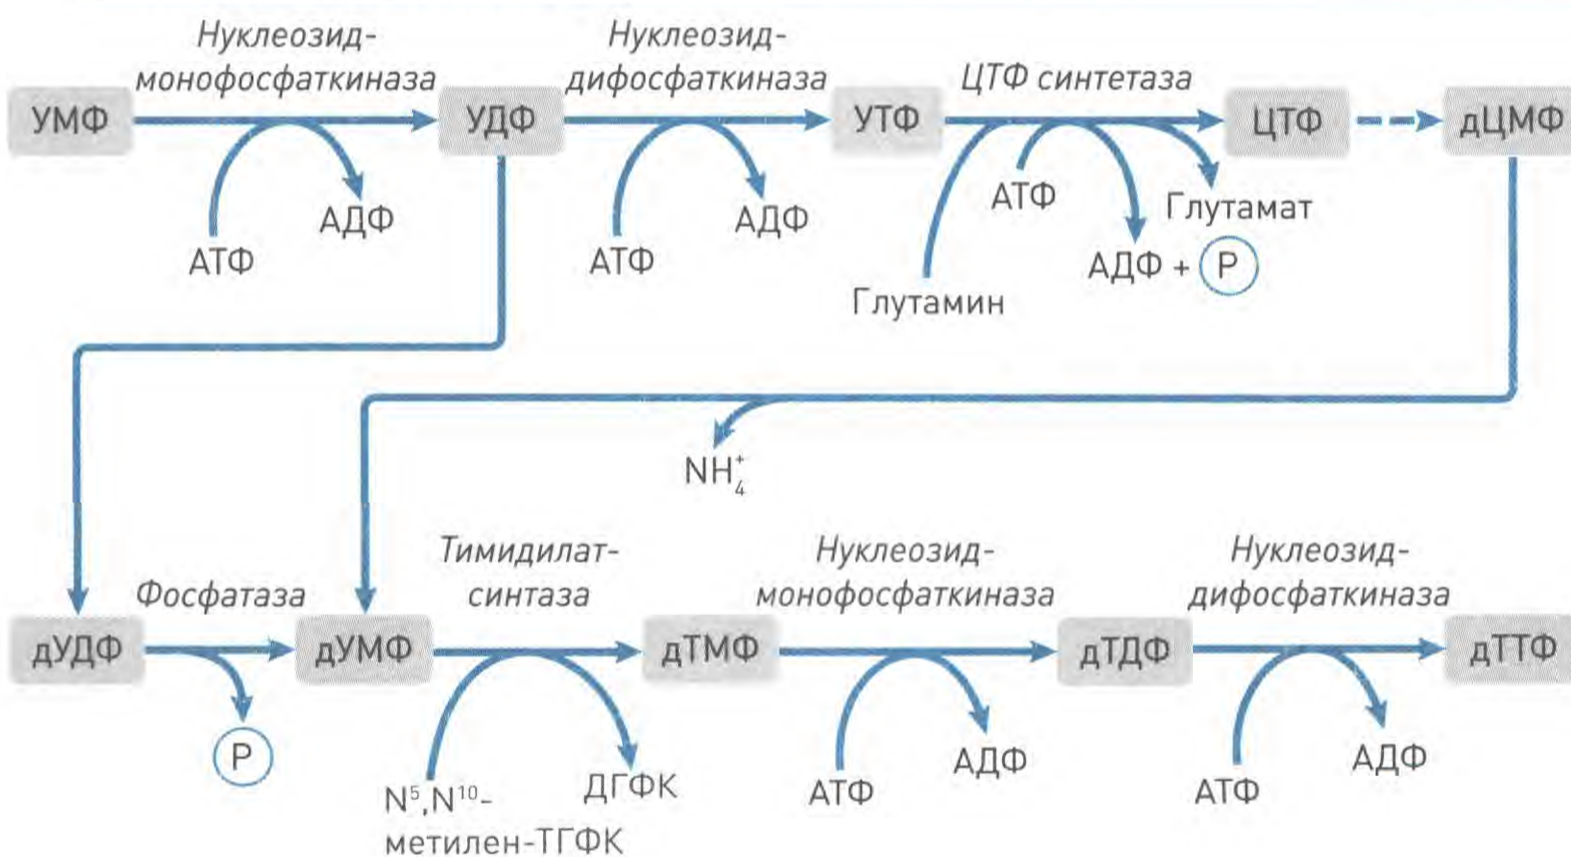 Нуклеозид-
монофосфаткиназа
Нуклеозид-
дифосфаткиназа
ЦТФ синтетаза
УМФ
УДФ
УТФ
ЦТФ
дЦМФ
АТФ
АДФ
АТФ
АДФ
Глутамин
АТФ
АДФ + P
Глутамат
NH₄⁺
Фосфатаза
Тимидилат-
синтаза
Нуклеозид-
монофосфаткиназа
Нуклеозид-
дифосфаткиназа
дУДФ
дУМФ
дТМФ
дТДФ
дТТФ
P
N⁵,N¹⁰-
метилен-ТГФК
ДГФК
АТФ
АДФ
АТФ
АДФ